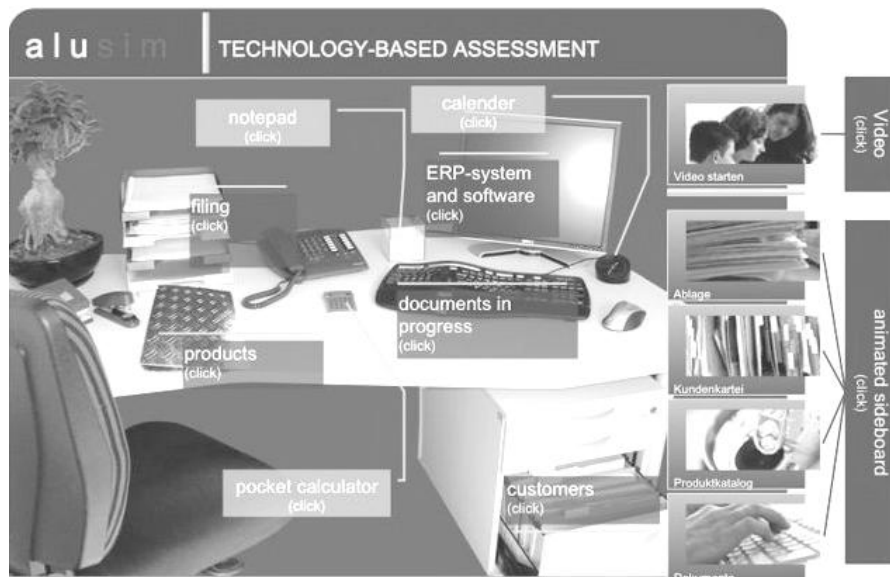 alusim
TECHNOLOGY-BASED ASSESSMENT
notepad
(click)
calender
(click)
ERP-system
and software
(click)
filing
(click)
documents in
progress
(click)
products
(click)
pocket calculator
(click)
customers
(click)
Video starten
Ablage
Kundenkartei
Produktkatalog
Video
(click)
animated sideboard
(click)